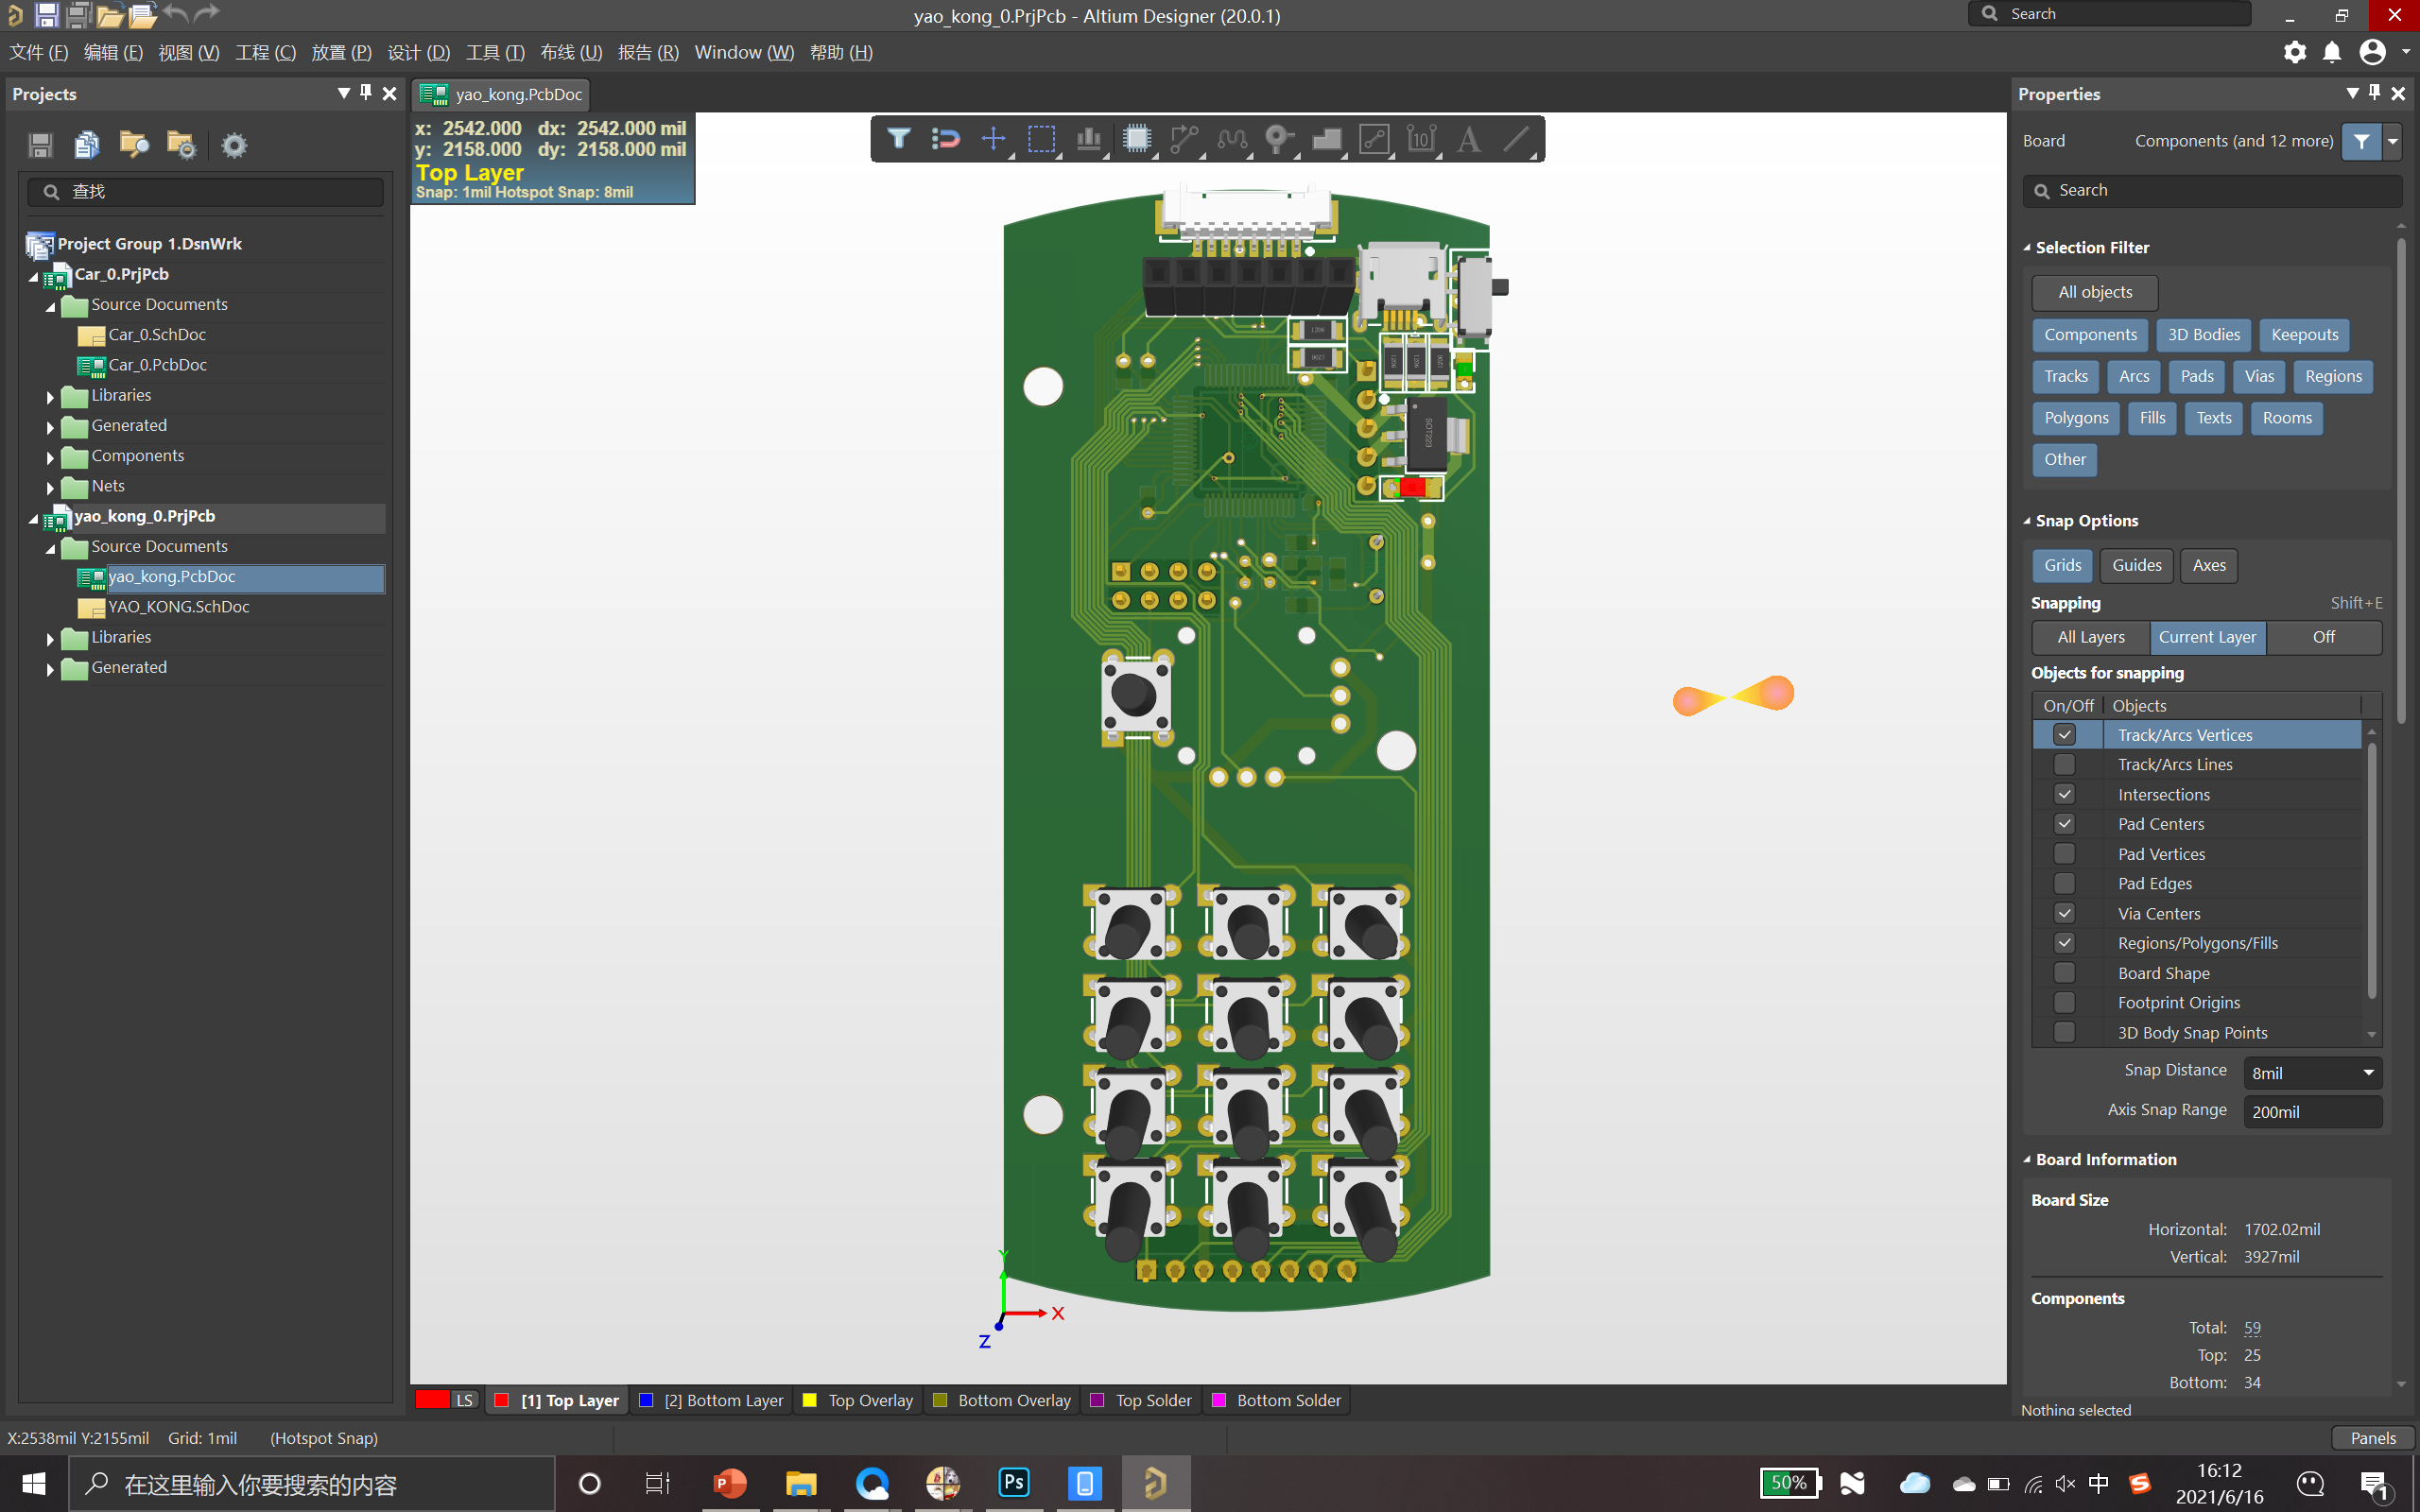 yao_kong_0.PrjPcb - Altium Designer (20.0.1)
Search
文件 (F) 编辑 (E) 视图 (V) 工程 (C) 放置 (P) 设计 (D) 工具 (T) 布线 (U) 报告 (R) Window (W) 帮助 (H)
Projects
查找
Project Group 1.DsnWrk
Car_0.PrjPcb
Source Documents
Car_0.SchDoc
Car_0.PcbDoc
Libraries
Generated
Components
Nets
yao_kong_0.PrjPcb
Source Documents
yao_kong.PcbDoc
YAO_KONG.SchDoc
Libraries
Generated
yao_kong.PcbDoc
x: 2542.000 dx: 2542.000 mil
y: 2158.000 dy: 2158.000 mil
Top Layer
Snap: 1mil Hotspot Snap: 8mil
10
1206
1206
1206
1206
SOT223
Y
X
Z
LS [1] Top Layer [2] Bottom Layer Top Overlay Bottom Overlay Top Solder Bottom Solder
Properties
Board Components (and 12 more)
Search
Selection Filter
All objects
Components 3D Bodies Keepouts
Tracks Arcs Pads Vias Regions
Polygons Fills Texts Rooms
Other
Snap Options
Grids Guides Axes
Snapping Shift+E
All Layers Current Layer Off
Objects for snapping
On/Off Objects
Track/Arcs Vertices
Track/Arcs Lines
Intersections
Pad Centers
Pad Vertices
Pad Edges
Via Centers
Regions/Polygons/Fills
Board Shape
Footprint Origins
3D Body Snap Points
Snap Distance 8mil
Axis Snap Range 200mil
Board Information
Board Size
Horizontal: 1702.02mil
Vertical: 3927mil
Components
Total: 59
Top: 25
Bottom: 34
Nothing selected
X:2538mil Y:2155mil Grid: 1mil (Hotspot Snap)
Panels
在这里输入你要搜索的内容
P
Ps
50%
中
S
16:12
2021/6/16
1